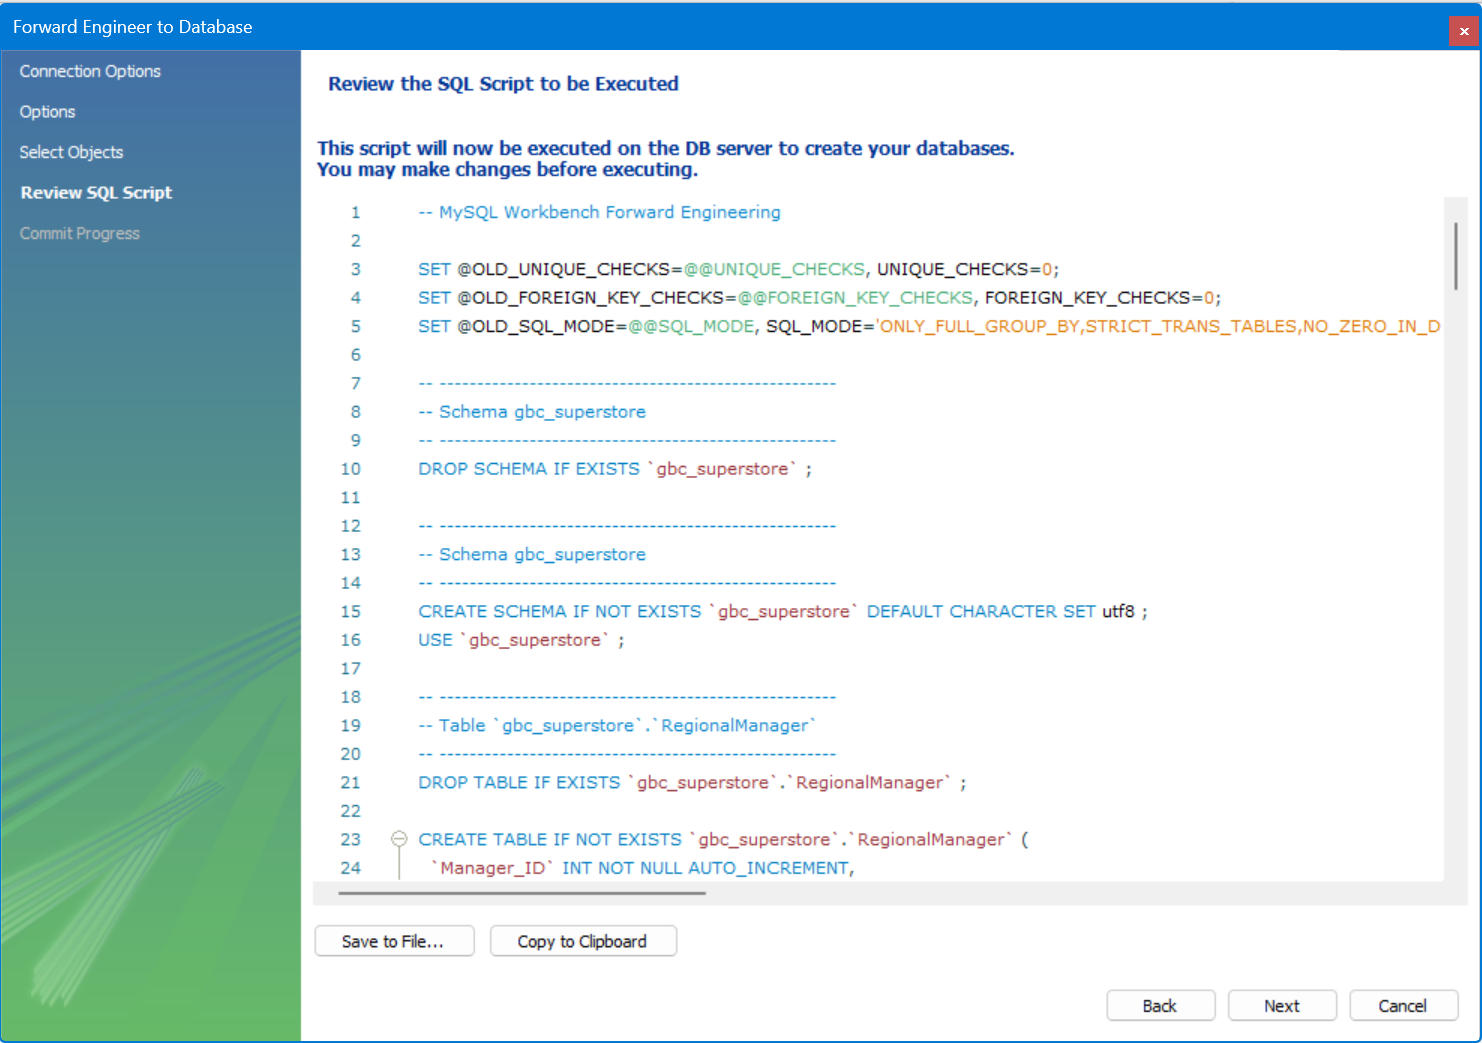 Forward Engineer to Database
Connection Options
Options
Select Objects
Review SQL Script
Commit Progress
Review the SQL Script to be Executed
This script will now be executed on the DB server to create your databases.
You may make changes before executing.
1 -- MySQL Workbench Forward Engineering
2
3 SET @OLD_UNIQUE_CHECKS=@@UNIQUE_CHECKS, UNIQUE_CHECKS=0;
4 SET @OLD_FOREIGN_KEY_CHECKS=@@FOREIGN_KEY_CHECKS, FOREIGN_KEY_CHECKS=0;
5 SET @OLD_SQL_MODE=@@SQL_MODE, SQL_MODE='ONLY_FULL_GROUP_BY,STRICT_TRANS_TABLES,NO_ZERO_IN_D
6
7 -- -----------------------------------------------------
8 -- Schema gbc_superstore
9 -- -----------------------------------------------------
10 DROP SCHEMA IF EXISTS `gbc_superstore` ;
11
12 -- -----------------------------------------------------
13 -- Schema gbc_superstore
14 -- -----------------------------------------------------
15 CREATE SCHEMA IF NOT EXISTS `gbc_superstore` DEFAULT CHARACTER SET utf8 ;
16 USE `gbc_superstore` ;
17
18 -- -----------------------------------------------------
19 -- Table `gbc_superstore`.`RegionalManager`
20 -- -----------------------------------------------------
21 DROP TABLE IF EXISTS `gbc_superstore`.`RegionalManager` ;
22
23 CREATE TABLE IF NOT EXISTS `gbc_superstore`.`RegionalManager` (
24 `Manager_ID` INT NOT NULL AUTO_INCREMENT,
Save to File...
Copy to Clipboard
Back
Next
Cancel